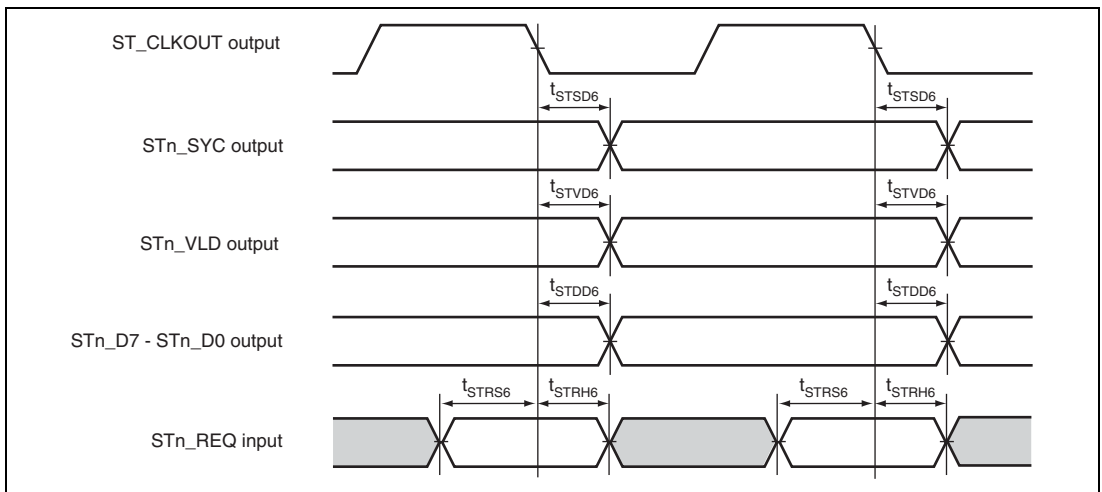 ST_CLKOUT output
tSTSD6 tSTSD6
STn_SYC output
tSTVD6 tSTVD6
STn_VLD output
tSTDD6 tSTDD6
STn_D7 - STn_D0 output
tSTRS6 tSTRH6 tSTRS6 tSTRH6
STn_REQ input